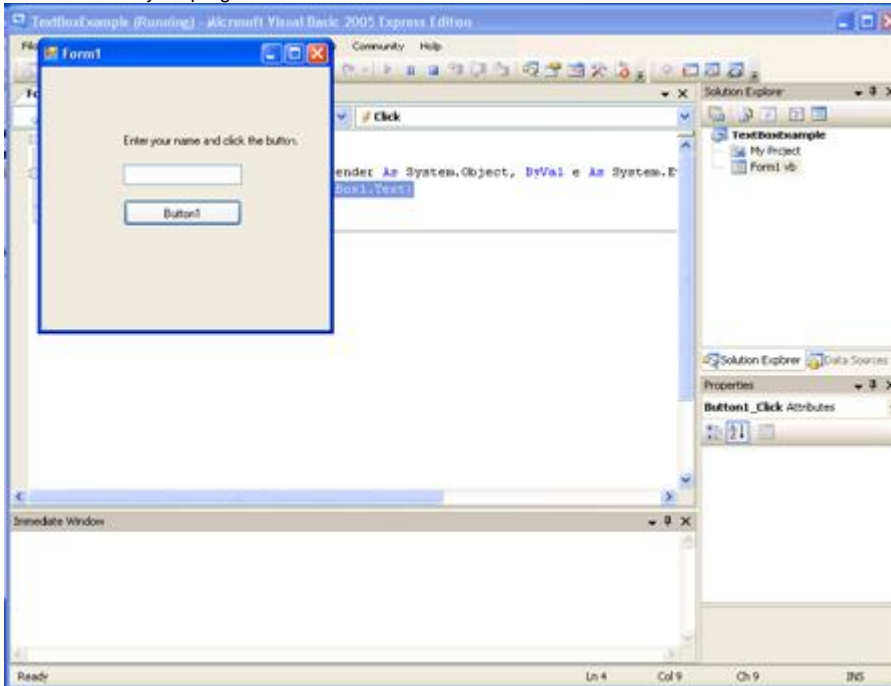 TextBoxExample (Running) - Microsoft Visual Basic 2005 Express Edition
Community Help
Form1
Click
Enter your name and click the button.
Button1
ender As System.Object, ByVal e As System.E
Box1.Text)
Solution Explorer
TextBoxExample
My Project
Form1.vb
Solution Explorer Data Sources
Properties
Button1_Click Attributes
Immediate Window
Ready Ln 4 Col 9 Ch 9 INS